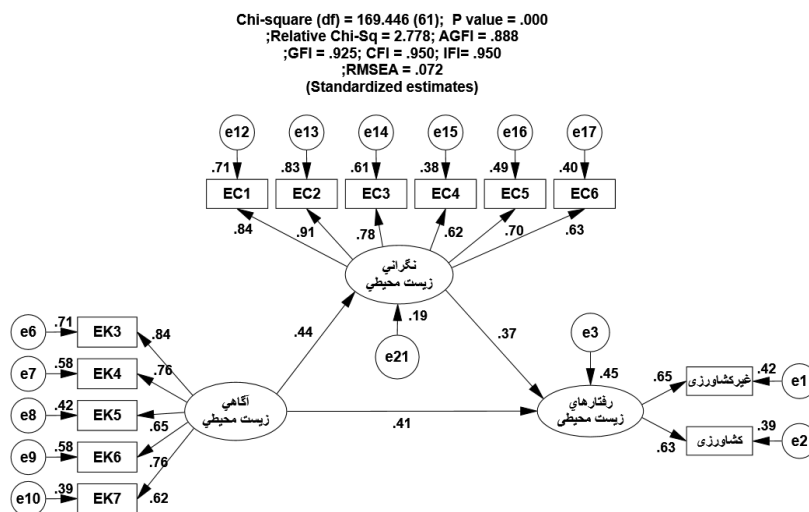 Chi-square (df) = 169.446 (61); P value = .000
;Relative Chi-Sq = 2.778; AGFI = .888
;GFI = .925; CFI = .950; IFI= .950
;RMSEA = .072
(Standardized estimates)
e12 e13 e14 e15 e16 e17
.71 .83 .61 .38 .49 .40
EC1 EC2 EC3 EC4 EC5 EC6
.84 .91 .78 .62 .70 .63
نگراني
زيست محيطي
.19
e21
.44
.37
e3
.45
e6 .71 EK3 .84
e7 .58 EK4 .76
e8 .42 EK5 .65
e9 .58 EK6 .76
e10 .39 EK7 .62
آگاهي
زيست محيطي
.41
رفتارهاي
زيست محيطي
.65 غیرکشاورزی .42 e1
.63 کشاورزی .39 e2